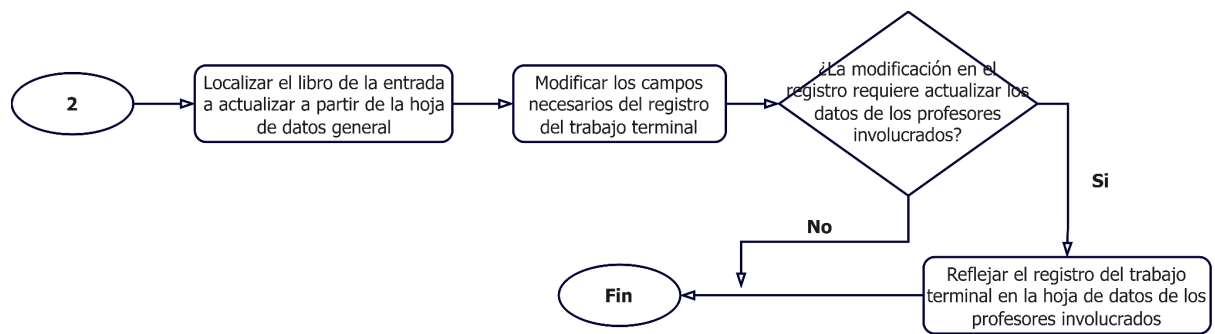 2
Localizar el libro de la entrada
a actualizar a partir de la hoja
de datos general
Modificar los campos
necesarios del registro
del trabajo terminal
¿La modificación en el
registro requiere actualizar los
datos de los profesores
involucrados?
Si
No
Fin
Reflejar el registro del trabajo
terminal en la hoja de datos de los
profesores involucrados